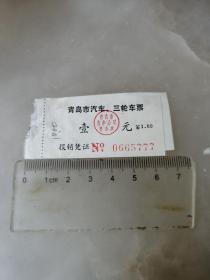 青岛市汽车、三轮车票
壹 元 ¥1.00
报销凭证 № 0665777
0 1cm 2 3 4 5 6 7